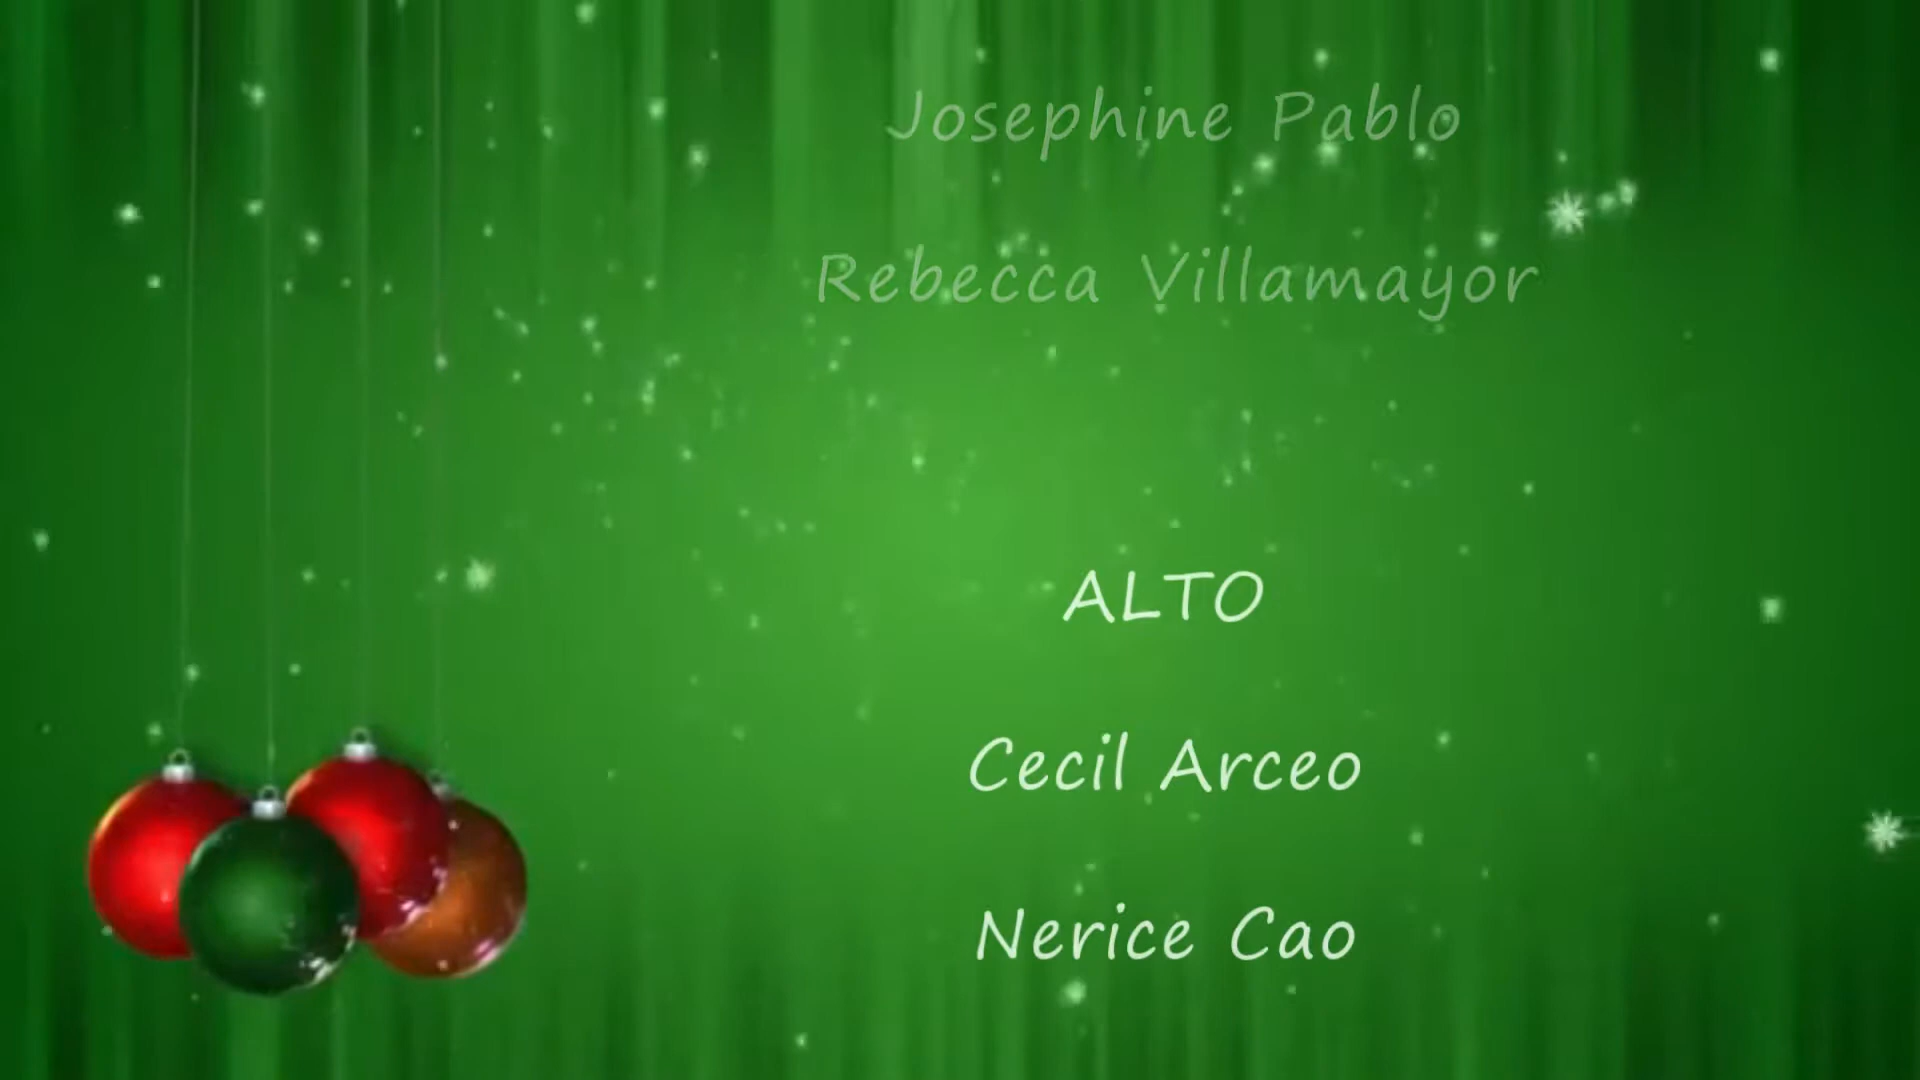 Josephine Pablo
Rebecca Villamayor
ALTO
Cecil Arceo
Nerice Cao